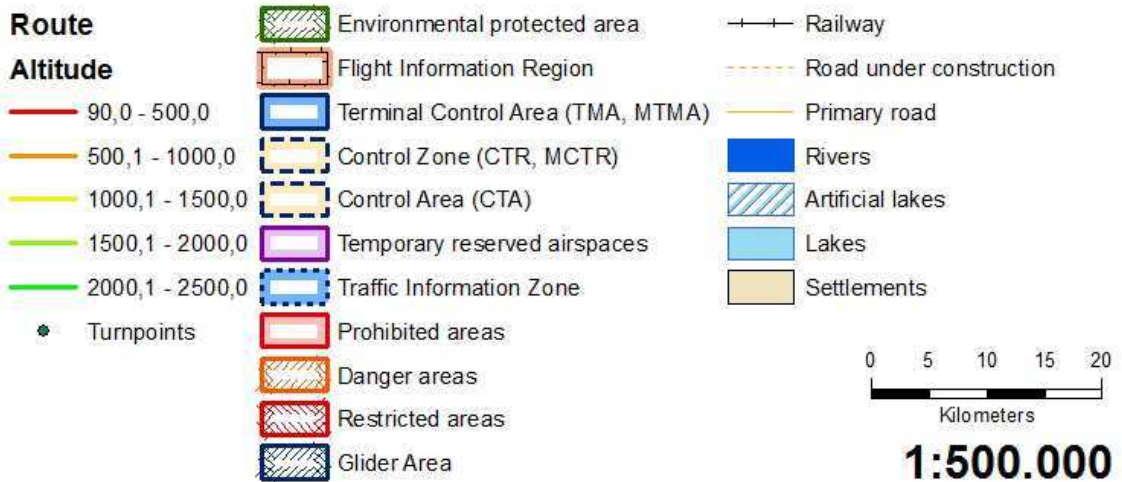 Route
Altitude
90,0 - 500,0
500,1 - 1000,0
1000,1 - 1500,0
1500,1 - 2000,0
2000,1 - 2500,0
Turnpoints
Environmental protected area
Flight Information Region
Terminal Control Area (TMA, MTMA)
Control Zone (CTR, MCTR)
Control Area (CTA)
Temporary reserved airspaces
Traffic Information Zone
Prohibited areas
Danger areas
Restricted areas
Glider Area
Railway
Road under construction
Primary road
Rivers
Artificial lakes
Lakes
Settlements
0 5 10 15 20
Kilometers
1:500.000